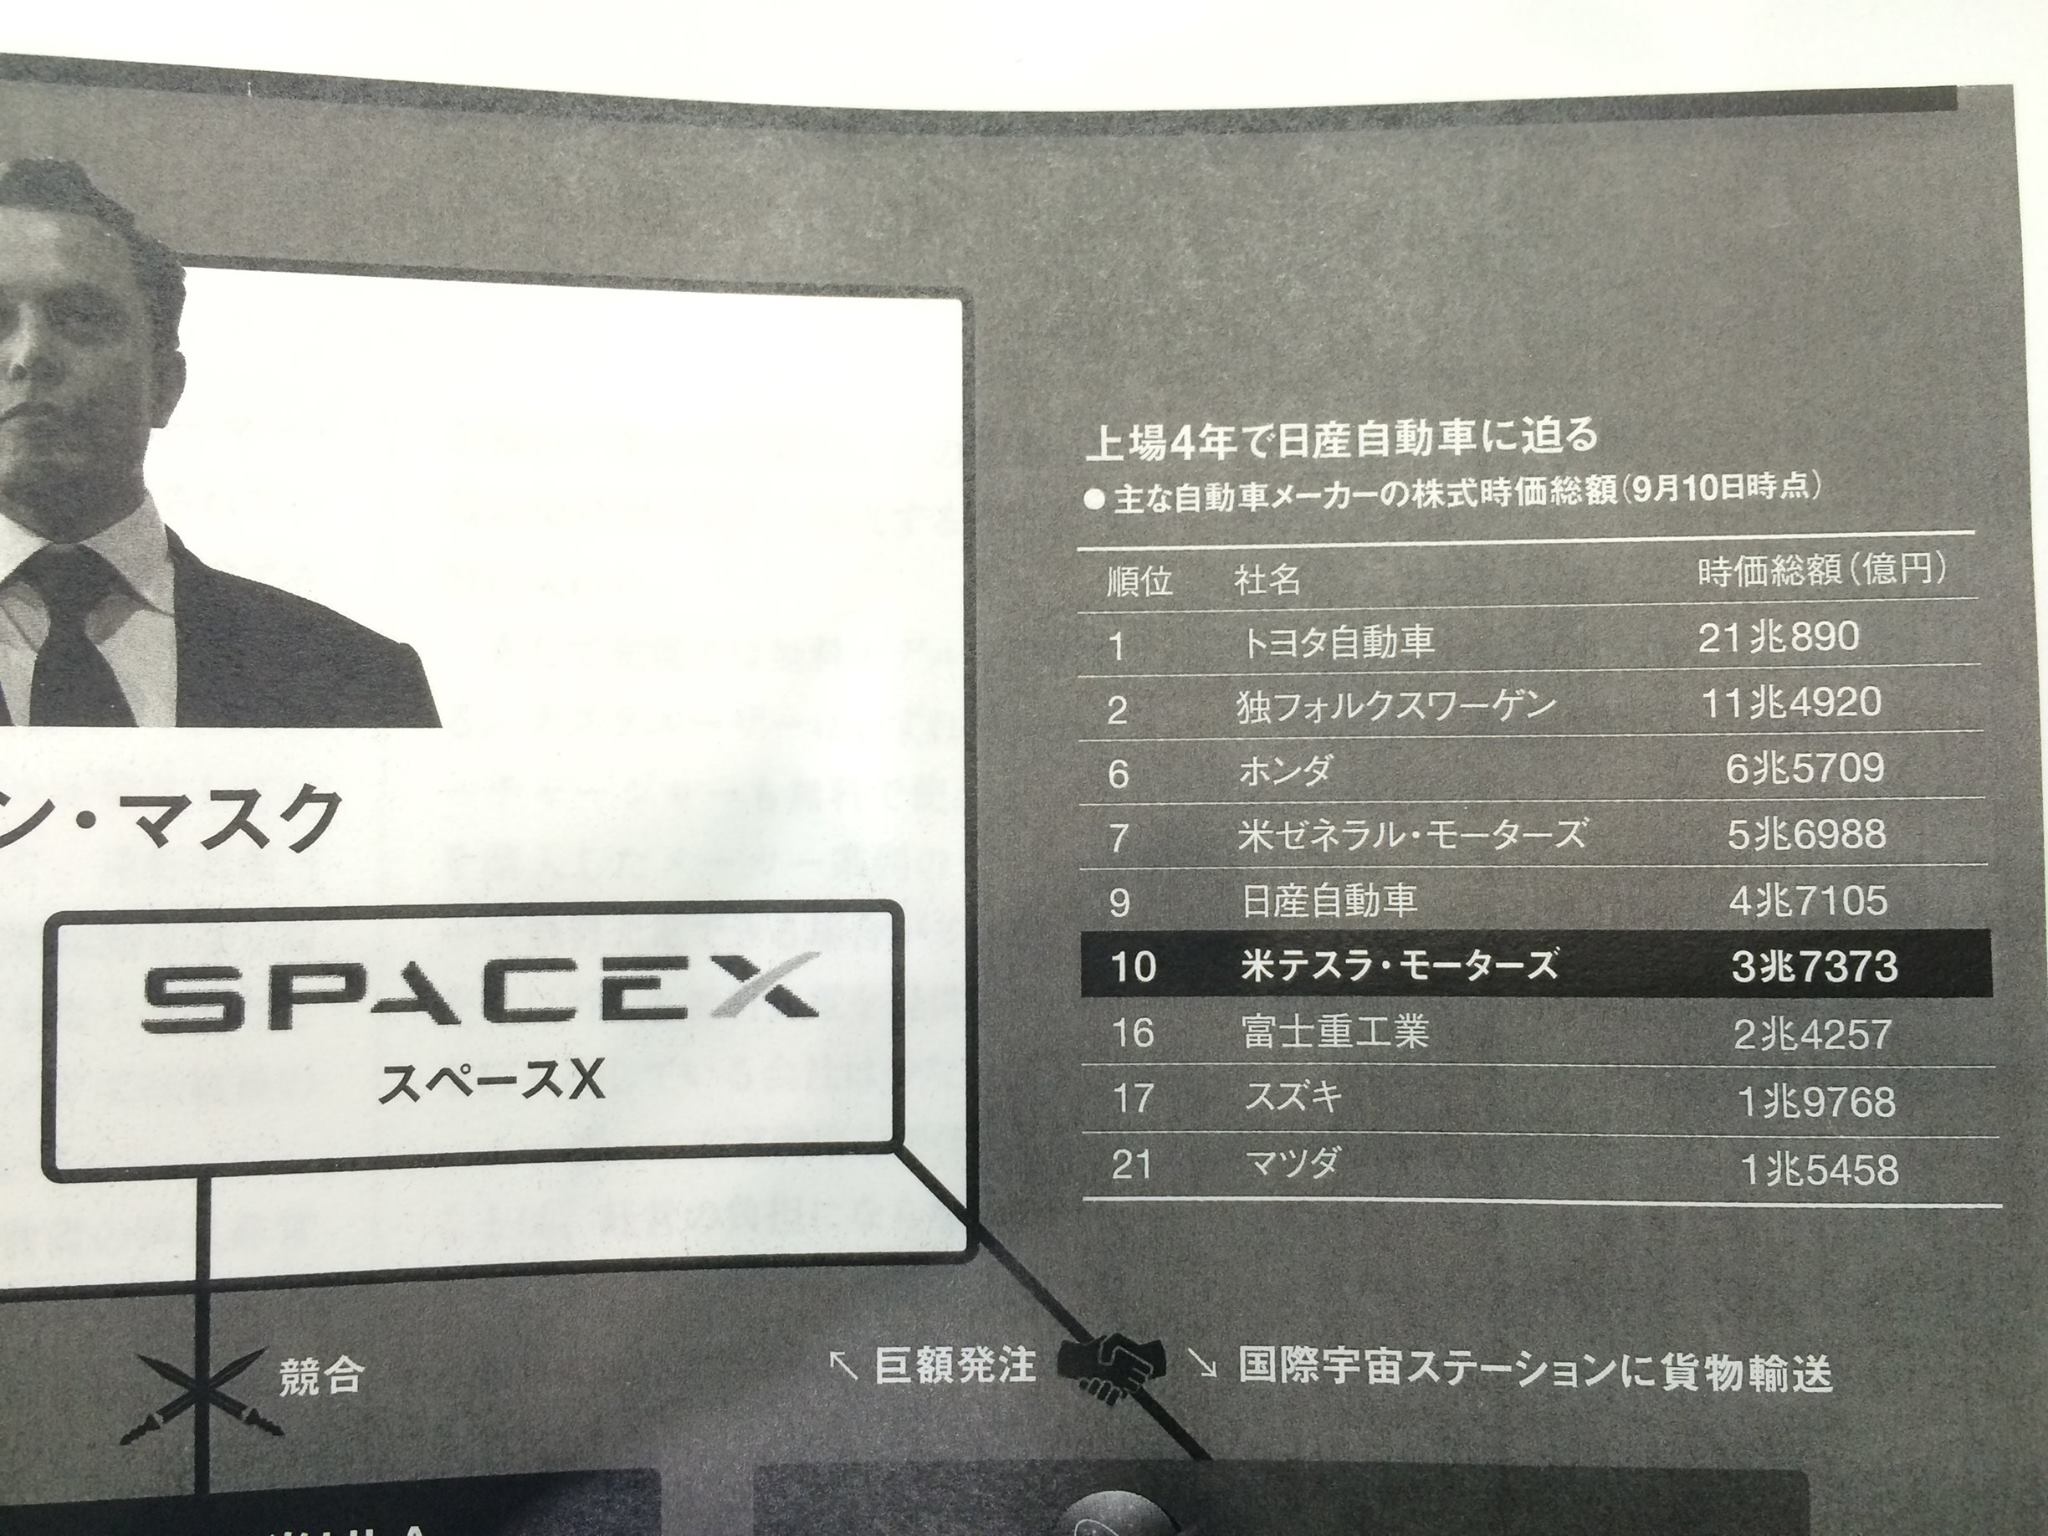 ン・マスク
SPACEX
スペースX
競合
上場4年で日産自動車に迫る
●主な自動車メーカーの株式時価総額(9月10日時点)
順位 社名 時価総額(億円)
1 トヨタ自動車 21兆890
2 独フォルクスワーゲン 11兆4920
6 ホンダ 6兆5709
7 米ゼネラル・モーターズ 5兆6988
9 日産自動車 4兆7105
10 米テスラ・モーターズ 3兆7373
16 富士重工業 2兆4257
17 スズキ 1兆9768
21 マツダ 1兆5458
↖巨額発注
↘国際宇宙ステーションに貨物輸送